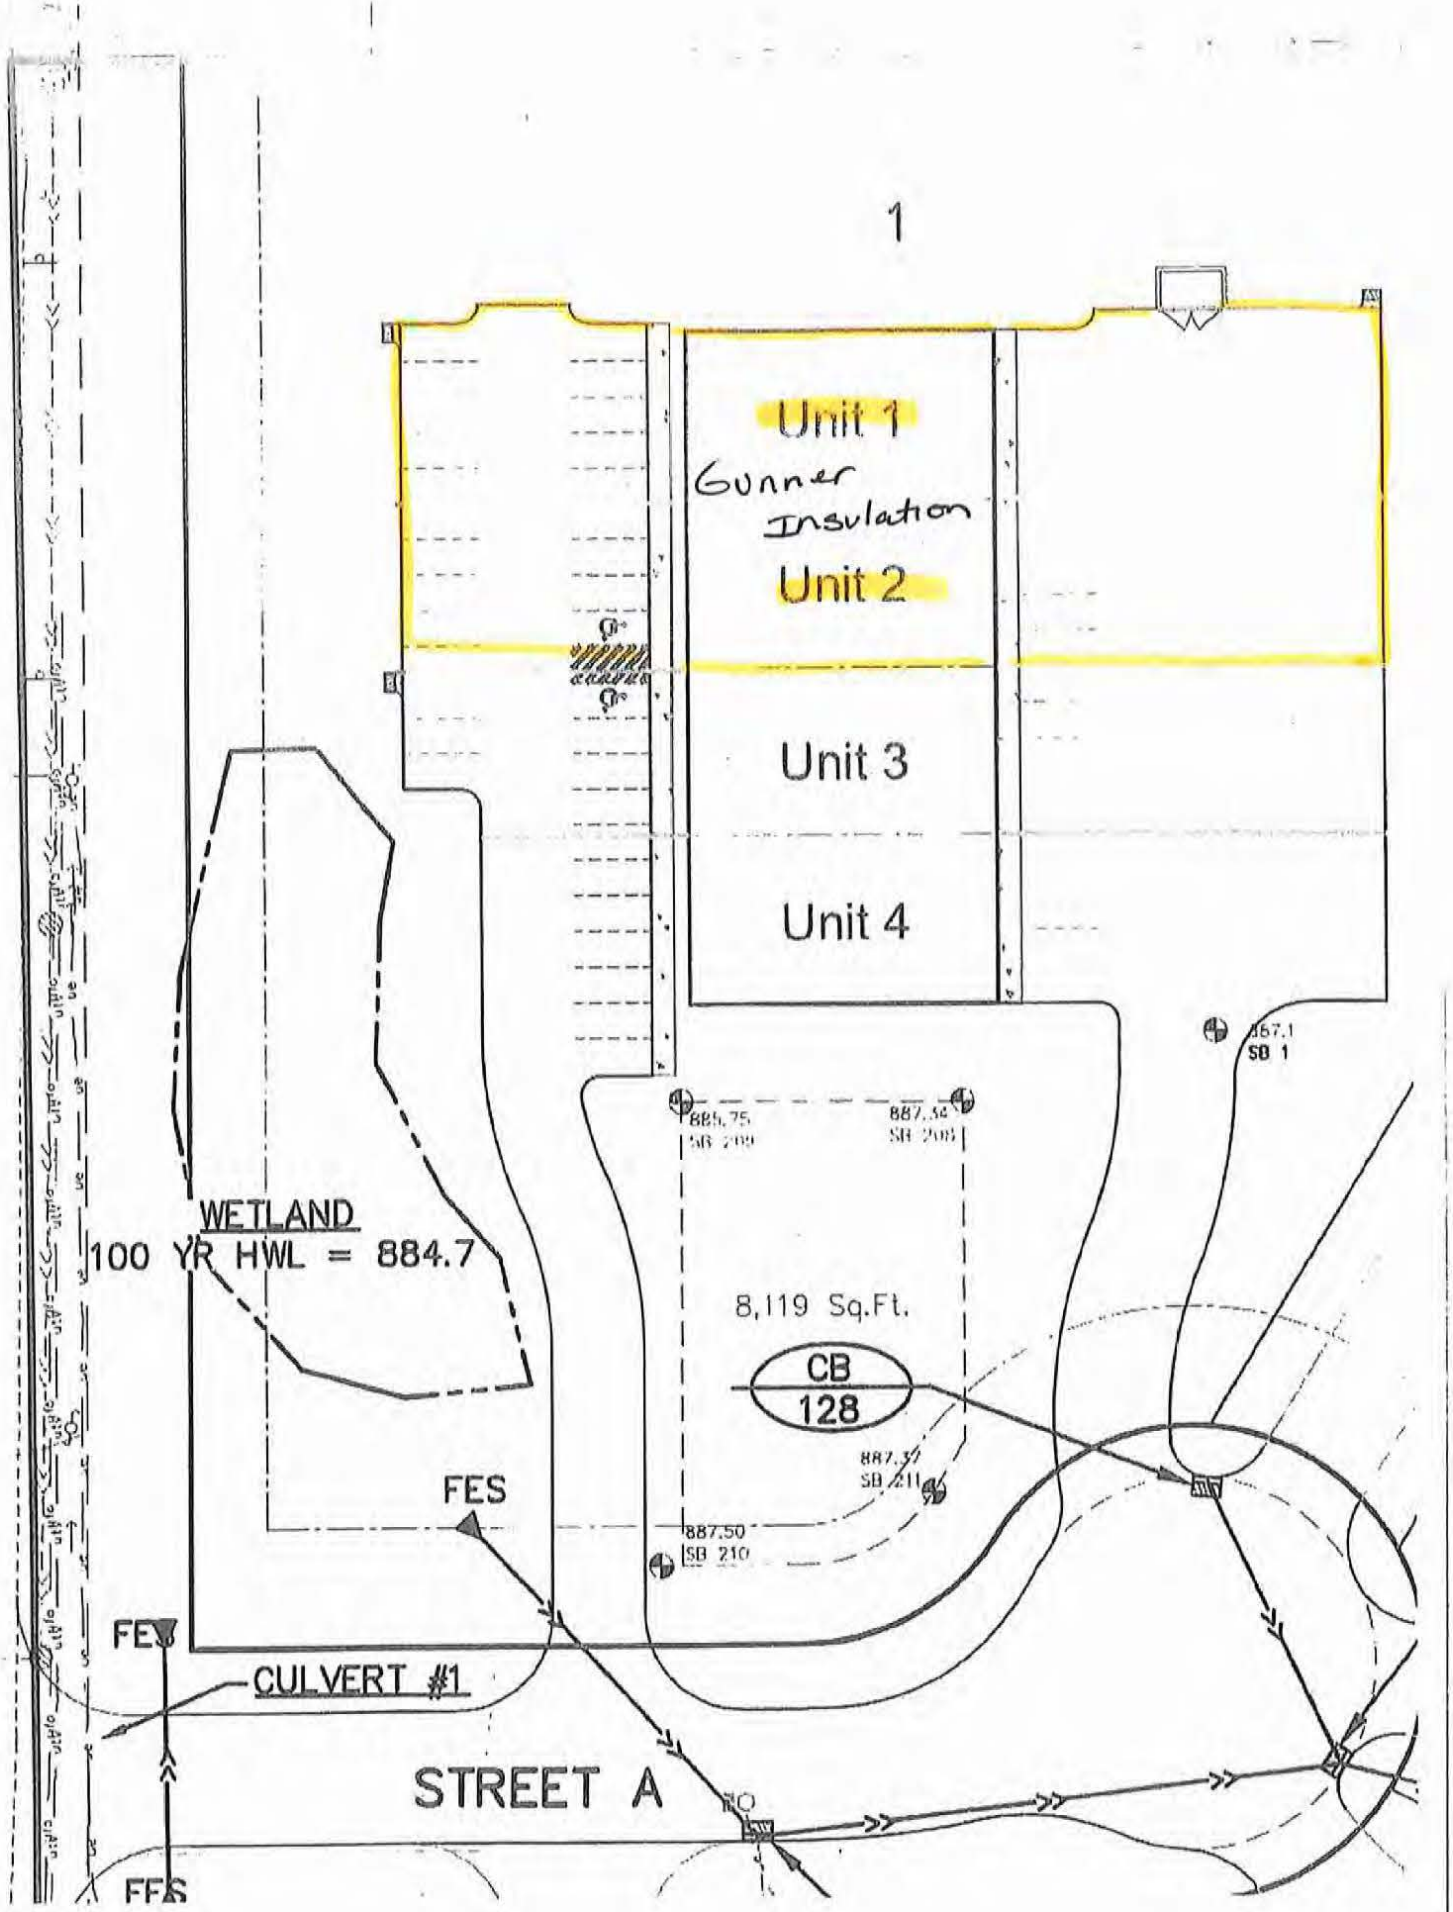 1
Unit 1
Gunner
Insulation
Unit 2
Unit 3
Unit 4
SB 1
885.75
SB 209
887.34
SB 208
WETLAND
100 YR HWL = 884.7
8,119 Sq.Ft.
CB
128
887.37
SB 211
FES
887.50
SB 210
FES
CULVERT #1
STREET A
FES